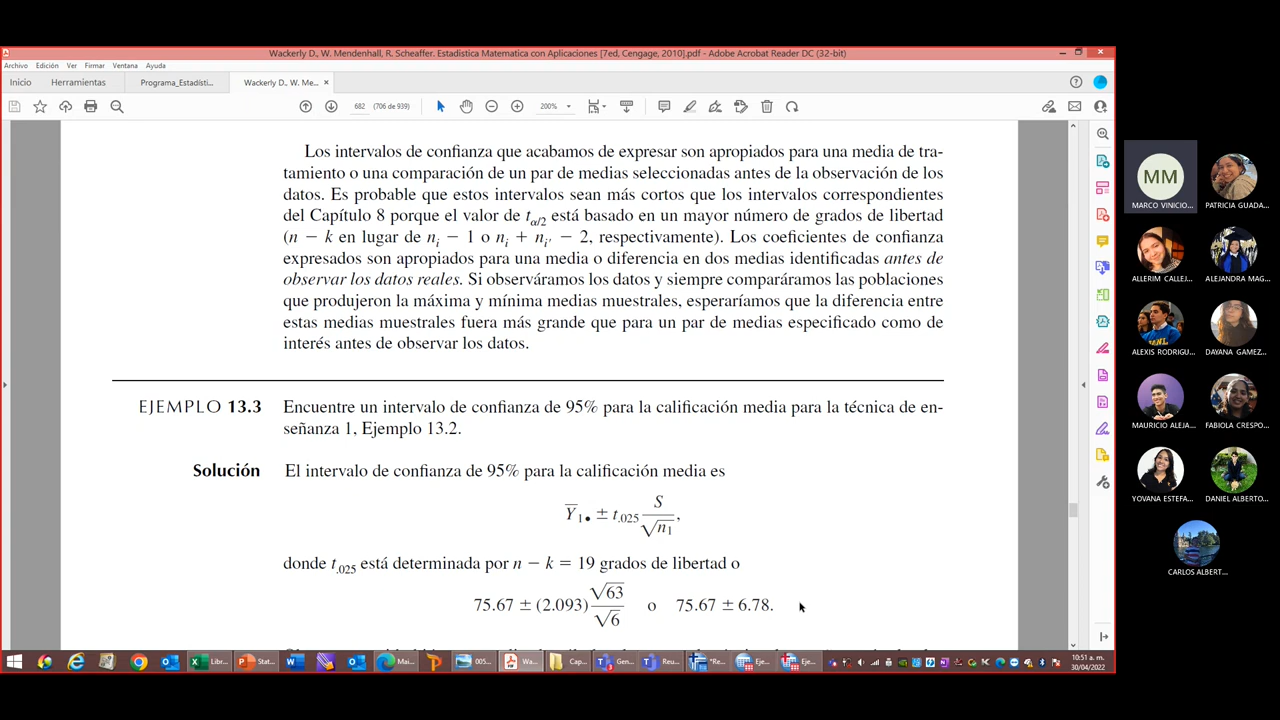 Wackerly D., W. Mendenhall, R. Scheaffer. Estadistica Matematica con Aplicaciones [7ed, Cengage, 2010].pdf - Adobe Acrobat Reader DC (32-bit)
Archivo Edición Ver Firmar Ventana Ayuda
Inicio Herramientas Programa_Estadísti... Wackerly D., W. Me... ×
682 (706 de 939) 200%
Los intervalos de confianza que acabamos de expresar son apropiados para una media de tra-
tamiento o una comparación de un par de medias seleccionadas antes de la observación de los
datos. Es probable que estos intervalos sean más cortos que los intervalos correspondientes
del Capítulo 8 porque el valor de tα/2 está basado en un mayor número de grados de libertad
(n − k en lugar de ni − 1 o ni + ni′ − 2, respectivamente). Los coeficientes de confianza
expresados son apropiados para una media o diferencia en dos medias identificadas antes de
observar los datos reales. Si observáramos los datos y siempre comparáramos las poblaciones
que produjeron la máxima y mínima medias muestrales, esperaríamos que la diferencia entre
estas medias muestrales fuera más grande que para un par de medias especificado como de
interés antes de observar los datos.
EJEMPLO 13.3 Encuentre un intervalo de confianza de 95% para la calificación media para la técnica de en-
señanza 1, Ejemplo 13.2.
Solución El intervalo de confianza de 95% para la calificación media es
Y̅1• ± t.025 S/√n1,
donde t.025 está determinada por n − k = 19 grados de libertad o
75.67 ± (2.093) √63/√6 o 75.67 ± 6.78.
MM
MARCO VINICIO...
PATRICIA GUADA...
ALLERIM CALLEJ...
ALEJANDRA MAG...
ALEXIS RODRIGU...
DAYANA GAMEZ...
MAURICIO ALEJA...
FABIOLA CRESPO...
YOVANA ESTEFA...
DANIEL ALBERTO...
CARLOS ALBERT...
Libr... Stat... Mai... 005... Wa... Cap... Gen... Reu... *Re... Eje... Eje...
10:51 a. m.
30/04/2022